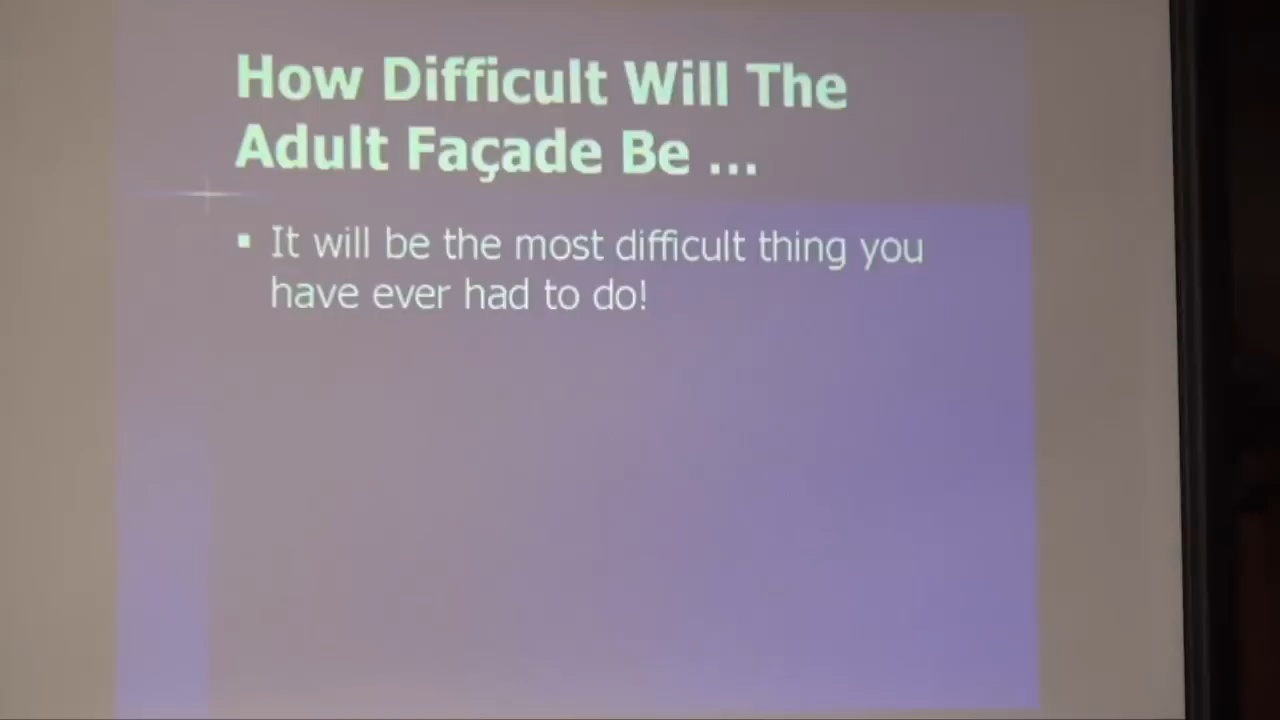 How Difficult Will The
Adult Façade Be ...
▪ It will be the most difficult thing you
have ever had to do!